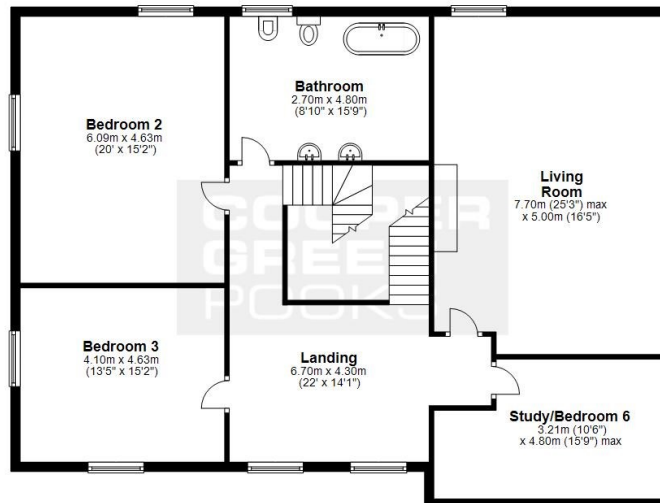 Bathroom
2.70m x 4.80m
(8'10" x 15'9")
Bedroom 2
6.09m x 4.63m
(20' x 15'2")
Living
Room
7.70m (25'3") max
x 5.00m (16'5")
COOPER
GREEN
POOKS
Bedroom 3
4.10m x 4.63m
(13'5" x 15'2")
Landing
6.70m x 4.30m
(22' x 14'1")
Study/Bedroom 6
3.21m (10'6")
x 4.80m (15'9") max